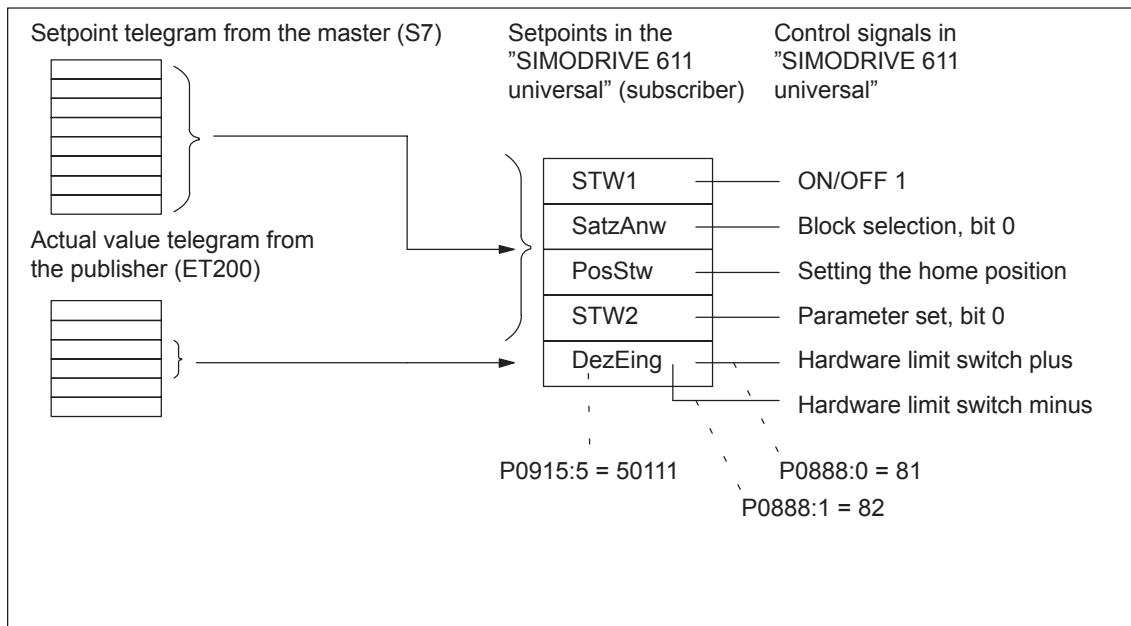 Setpoint telegram from the master (S7)
Setpoints in the
”SIMODRIVE 611
universal” (subscriber)
Control signals in
”SIMODRIVE 611
universal”
STW1
ON/OFF 1
SatzAnw
Block selection, bit 0
Actual value telegram from
the publisher (ET200)
PosStw
Setting the home position
STW2
Parameter set, bit 0
DezEing
Hardware limit switch plus
Hardware limit switch minus
P0915:5 = 50111
P0888:0 = 81
P0888:1 = 82